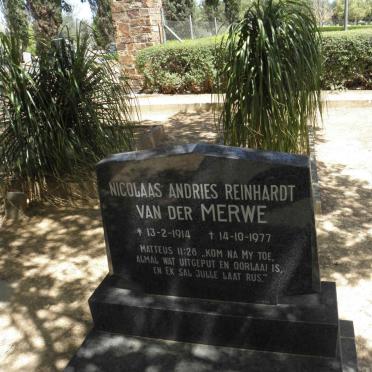 NICOLAAS ANDRIES REINHARDT
VAN DER MERWE
* 13-2-1914 + 14-10-1977
MATTEUS 11:28 „KOM NA MY TOE,
ALMAL WAT UITGEPUT EN OORLAAI IS,
EN EK SAL JULLE LAAT RUS."